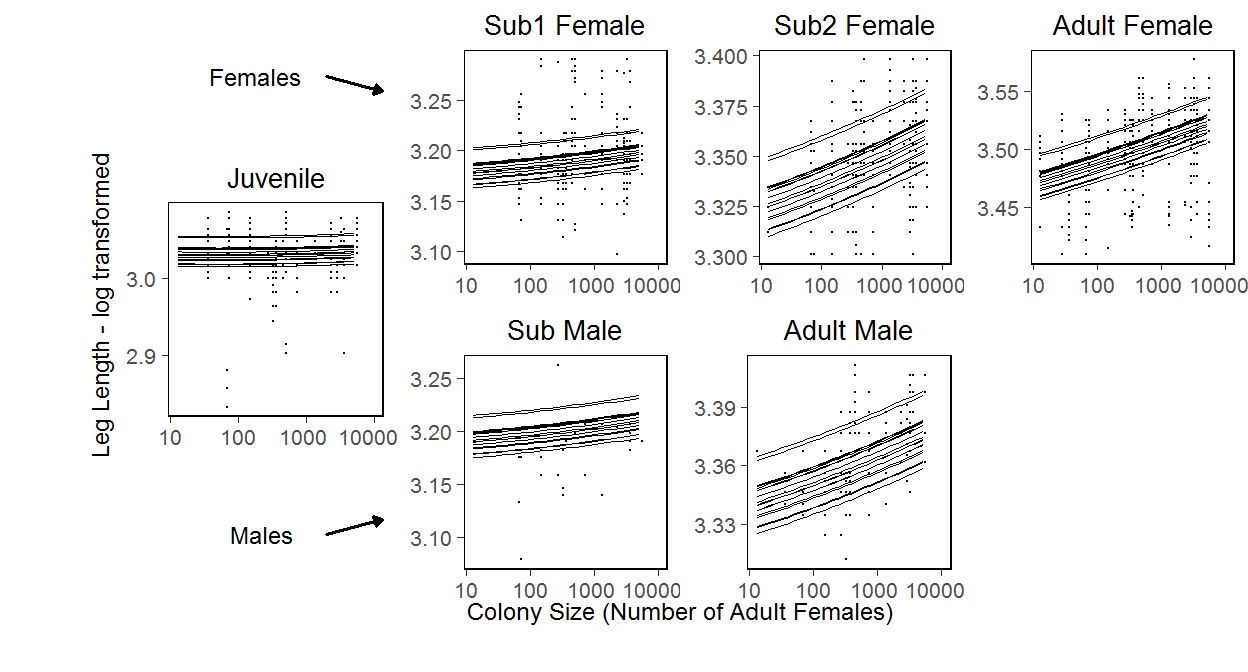 Sub1 Female Sub2 Female Adult Female
Females
3.25
3.20
3.15
3.10
10 100 1000 10000
3.400
3.375
3.350
3.325
3.300
10 100 1000 10000
3.55
3.50
3.45
10 100 1000 10000
Leg Length - log transformed
Juvenile
3.0
2.9
10 100 1000 10000
Sub Male Adult Male
Males
3.25
3.20
3.15
3.10
10 100 1000 10000
3.39
3.36
3.33
10 100 1000 10000
Colony Size (Number of Adult Females)